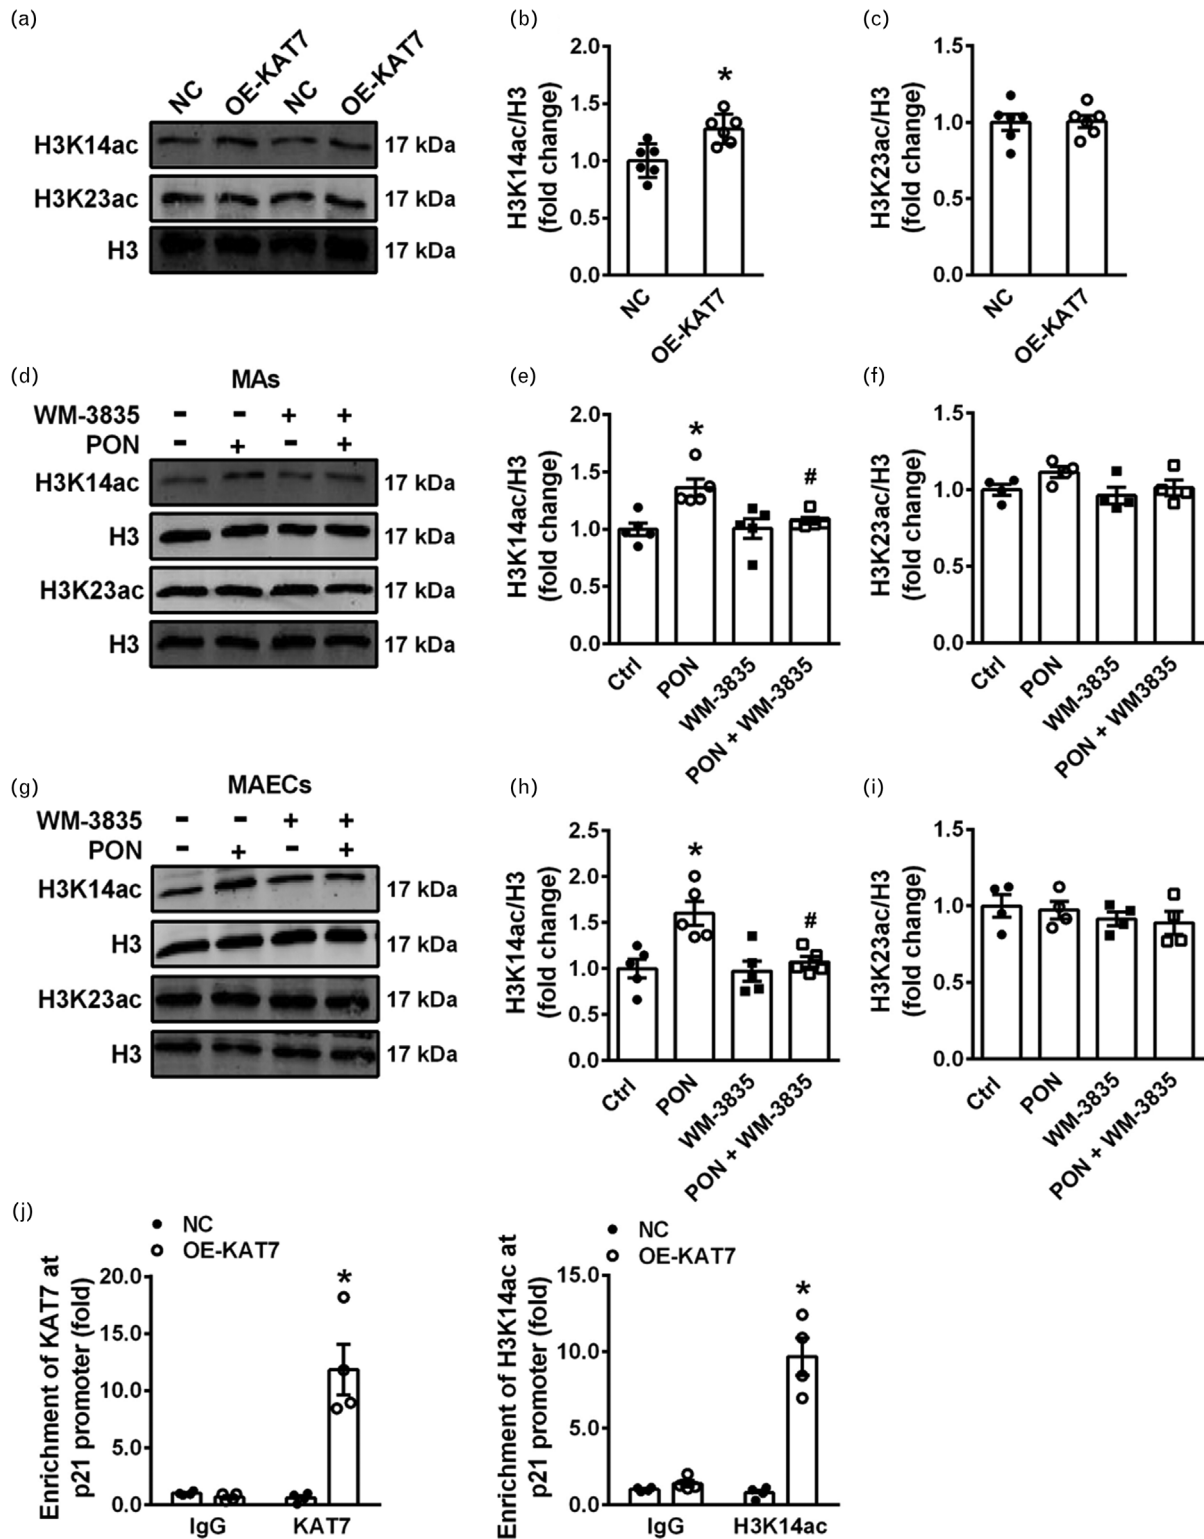 (a)
NC
OE-KAT7
NC
OE-KAT7
H3K14ac
17 kDa
H3K23ac
17 kDa
H3
17 kDa
(b)
H3K14ac/H3
(fold change)
2.0
1.5
1.0
0.5
0.0
*
NC
OE-KAT7
(c)
H3K23ac/H3
(fold change)
1.5
1.0
0.5
0.0
NC
OE-KAT7
(d)
MAs
WM-3835 - - + +
PON - + - +
H3K14ac
17 kDa
H3
17 kDa
H3K23ac
17 kDa
H3
17 kDa
(e)
H3K14ac/H3
(fold change)
2.0
1.5
1.0
0.5
0.0
*
#
Ctrl
PON
WM-3835
PON + WM-3835
(f)
H3K23ac/H3
(fold change)
1.5
1.0
0.5
0.0
Ctrl
PON
WM-3835
PON + WM3835
(g)
MAECs
WM-3835 - - + +
PON - + - +
H3K14ac
17 kDa
H3
17 kDa
H3K23ac
17 kDa
H3
17 kDa
(h)
H3K14ac/H3
(fold change)
2.5
2.0
1.5
1.0
0.5
0.0
*
#
Ctrl
PON
WM-3835
PON + WM-3835
(i)
H3K23ac/H3
(fold change)
1.5
1.0
0.5
0.0
Ctrl
PON
WM-3835
PON + WM-3835
(j)
NC
OE-KAT7
Enrichment of KAT7 at
p21 promoter (fold)
20.0
15.0
10.0
5.0
0.0
*
IgG
KAT7
NC
OE-KAT7
Enrichment of H3K14ac at
p21 promoter (fold)
15.0
10.0
5.0
0.0
*
IgG
H3K14ac